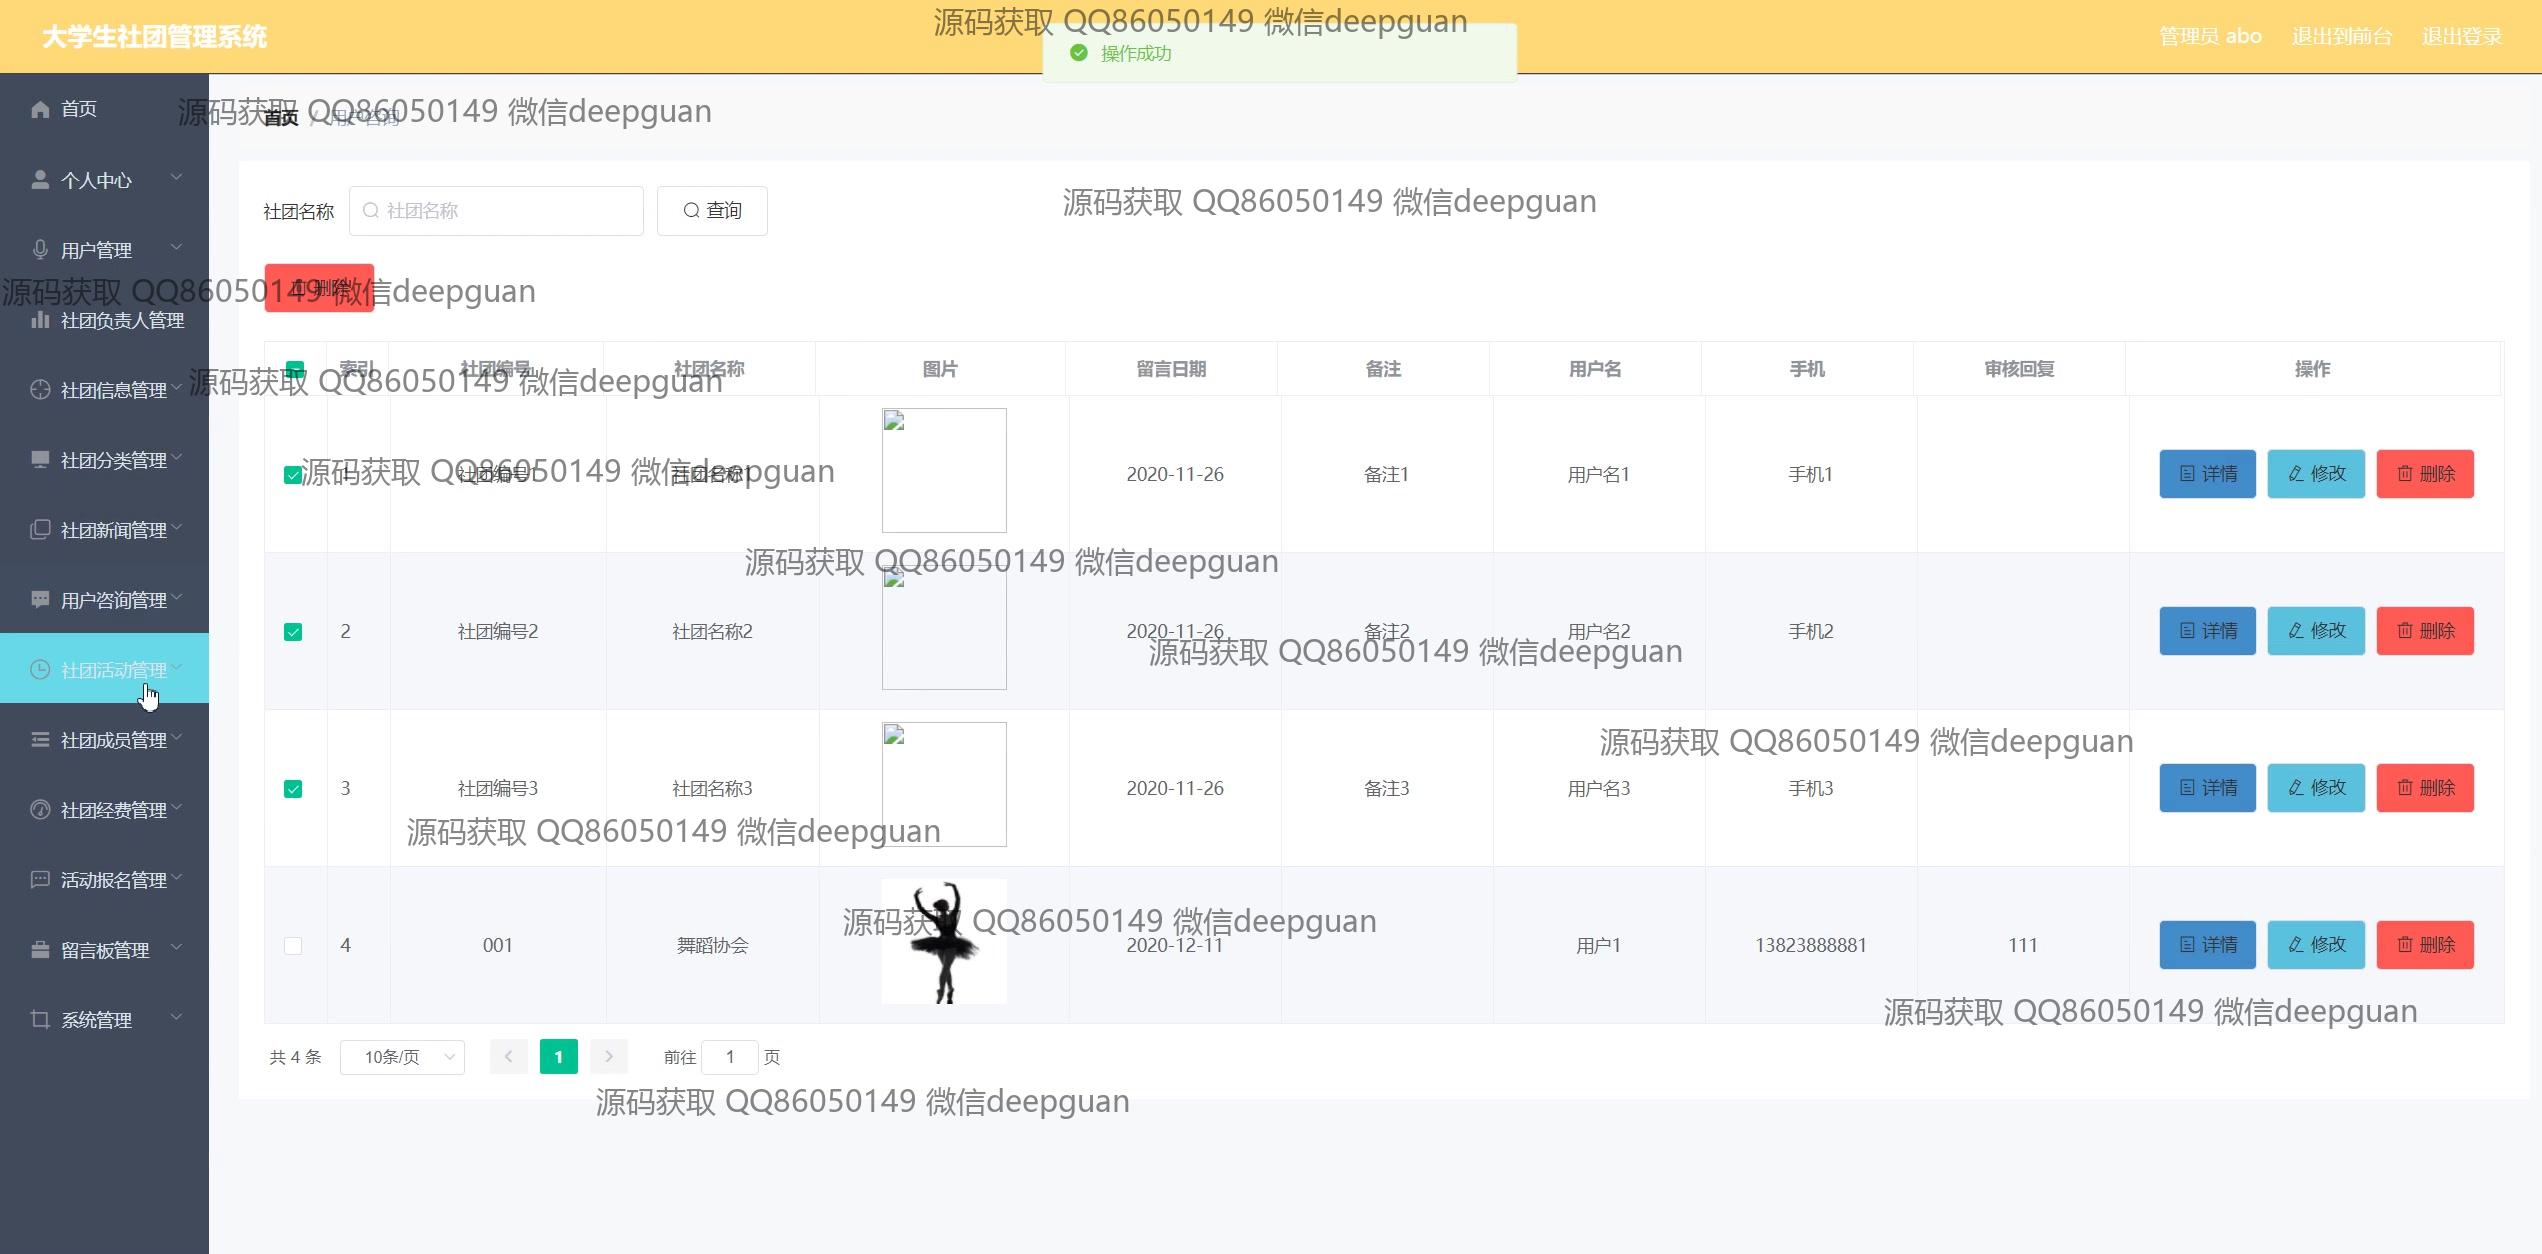 源码获取 QQ86050149 微信deepguan
大学生社团管理系统
操作成功
管理员 abo 退出到前台 退出登录
首页
源码获取 QQ86050149 微信deepguan
首页 / 用户咨询
个人中心
源码获取 QQ86050149 微信deepguan
社团名称 社团名称 查询
用户管理
删除
源码获取 QQ86050149 微信deepguan
社团负责人管理
索引 社团编号 社团名称 图片 留言日期 备注 用户名 手机 审核回复 操作
源码获取 QQ86050149 微信deepguan
社团信息管理
社团分类管理
1 社团编号1 社团名称1 2020-11-26 备注1 用户名1 手机1 详情 修改 删除
源码获取 QQ86050149 微信deepguan
社团新闻管理
源码获取 QQ86050149 微信deepguan
用户咨询管理
2 社团编号2 社团名称2 2020-11-26 备注2 用户名2 手机2 详情 修改 删除
源码获取 QQ86050149 微信deepguan
社团活动管理
社团成员管理
源码获取 QQ86050149 微信deepguan
3 社团编号3 社团名称3 2020-11-26 备注3 用户名3 手机3 详情 修改 删除
社团经费管理
源码获取 QQ86050149 微信deepguan
活动报名管理
源码获取 QQ86050149 微信deepguan
留言板管理
4 001 舞蹈协会 2020-12-11 用户1 13823888881 111 详情 修改 删除
源码获取 QQ86050149 微信deepguan
系统管理
共 4 条 10条/页 1 前往 1 页
源码获取 QQ86050149 微信deepguan